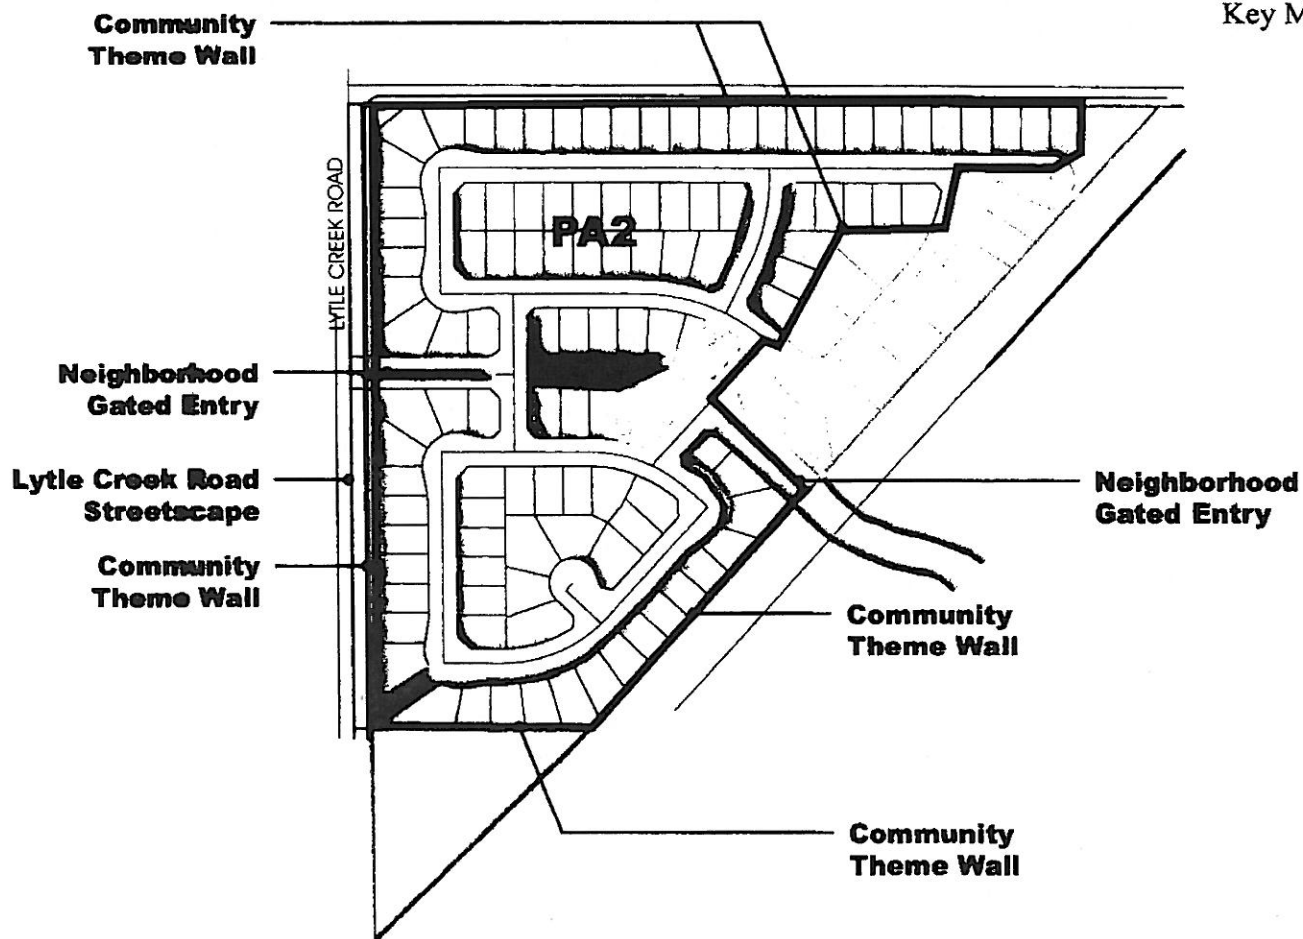 Key M
Community
Theme Wall
LYTLE CREEK ROAD
PA2
Neighborhood
Gated Entry
Lytle Creek Road
Streetscape
Neighborhood
Gated Entry
Community
Theme Wall
Community
Theme Wall
Community
Theme Wall